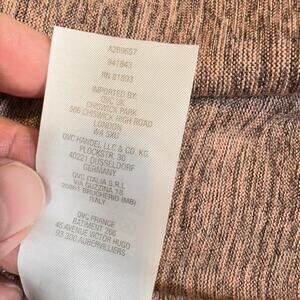 A289657
941843
RN 81893
IMPORTED BY:
QVC UK
CHISWICK PARK
566 CHISWICK HIGH ROAD
LONDON
W4 5XU
QVC HANDEL LLC & CO. KG
PLOCKSTR. 30
40221 DÜSSELDORF
GERMANY
QVC ITALIA S.R.L
VIA GUZZINA 18
20861 BRUGHERIO (MB)
ITALY
QVC FRANCE
BATIMENT 266
45 AVENUE VICTOR HUGO
93 300 AUBERVILLIERS